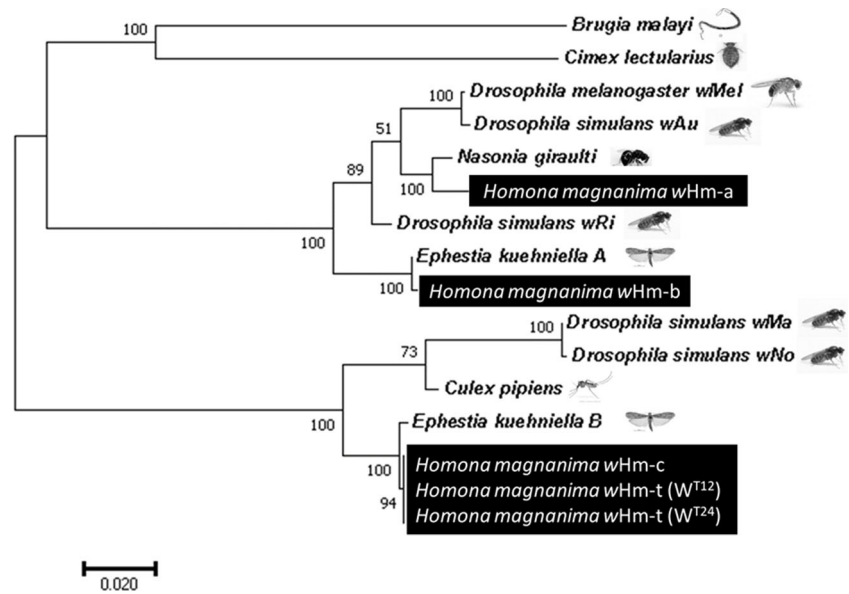 100
Brugia malayi
Cimex lectularius
Drosophila melanogaster wMel
100
Drosophila simulans wAu
51
Nasonia giraulti
89
100
Homona magnanima wHm-a
Drosophila simulans wRi
100
Ephestia kuehniella A
100
Homona magnanima wHm-b
Drosophila simulans wMa
100
Drosophila simulans wNo
73
Culex pipiens
100
Ephestia kuehniella B
100
Homona magnanima wHm-c
Homona magnanima wHm-t (W^T12)
94
Homona magnanima wHm-t (W^T24)
0.020